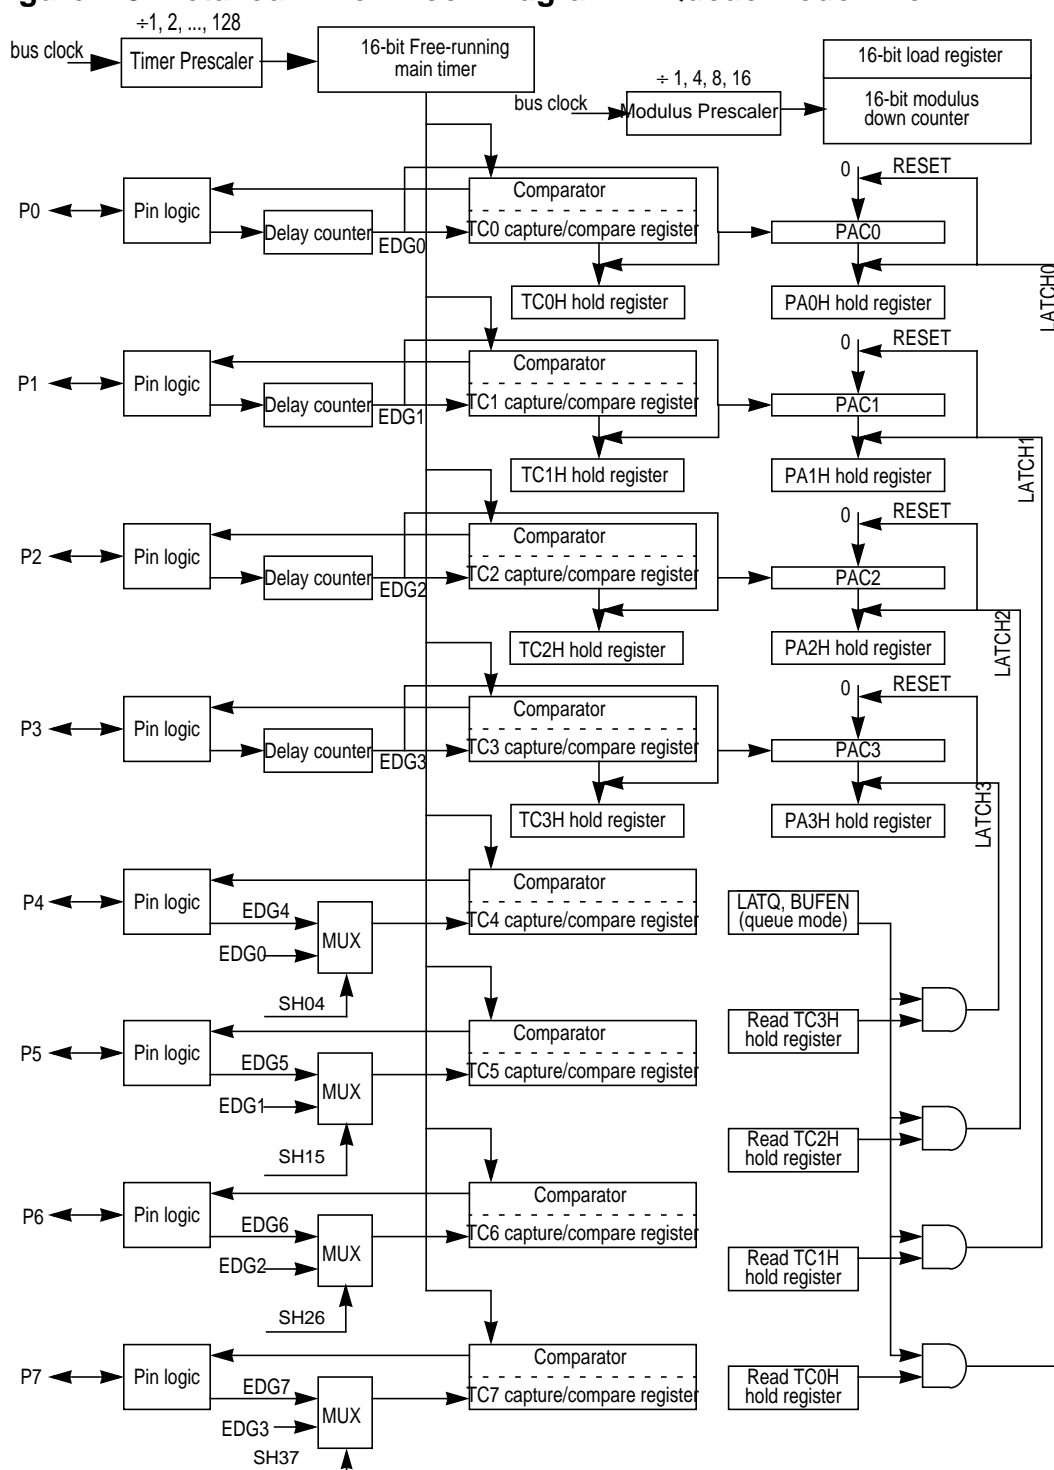 ÷1, 2, ..., 128
bus clock
Timer Prescaler
16-bit Free-running
main timer
÷ 1, 4, 8, 16
bus clock
Modulus Prescaler
16-bit load register
16-bit modulus
down counter
P0
Pin logic
Delay counter
EDG0
Comparator
TC0 capture/compare register
TC0H hold register
0
RESET
PAC0
PA0H hold register
LATCH0
P1
Pin logic
Delay counter
EDG1
Comparator
TC1 capture/compare register
TC1H hold register
0
RESET
PAC1
PA1H hold register
LATCH1
P2
Pin logic
Delay counter
EDG2
Comparator
TC2 capture/compare register
TC2H hold register
0
RESET
PAC2
PA2H hold register
LATCH2
P3
Pin logic
Delay counter
EDG3
Comparator
TC3 capture/compare register
TC3H hold register
0
RESET
PAC3
PA3H hold register
LATCH3
P4
Pin logic
EDG4
EDG0
MUX
SH04
Comparator
TC4 capture/compare register
LATQ, BUFEN
(queue mode)
P5
Pin logic
EDG5
EDG1
MUX
SH15
Comparator
TC5 capture/compare register
Read TC3H
hold register
Read TC2H
hold register
P6
Pin logic
EDG6
EDG2
MUX
SH26
Comparator
TC6 capture/compare register
Read TC1H
hold register
P7
Pin logic
EDG7
EDG3
MUX
SH37
Comparator
TC7 capture/compare register
Read TC0H
hold register